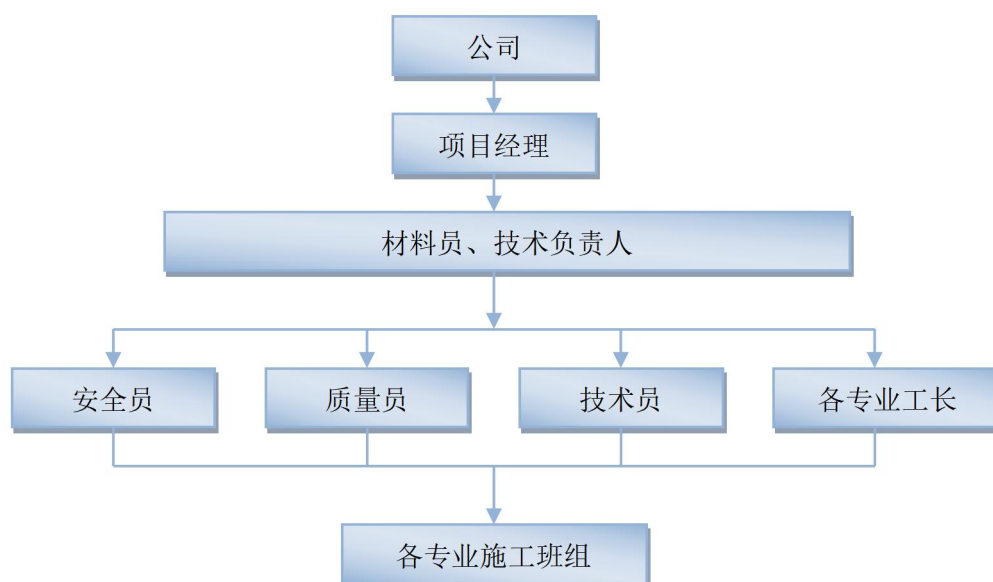 公司
项目经理
材料员、技术负责人
安全员
质量员
技术员
各专业工长
各专业施工班组